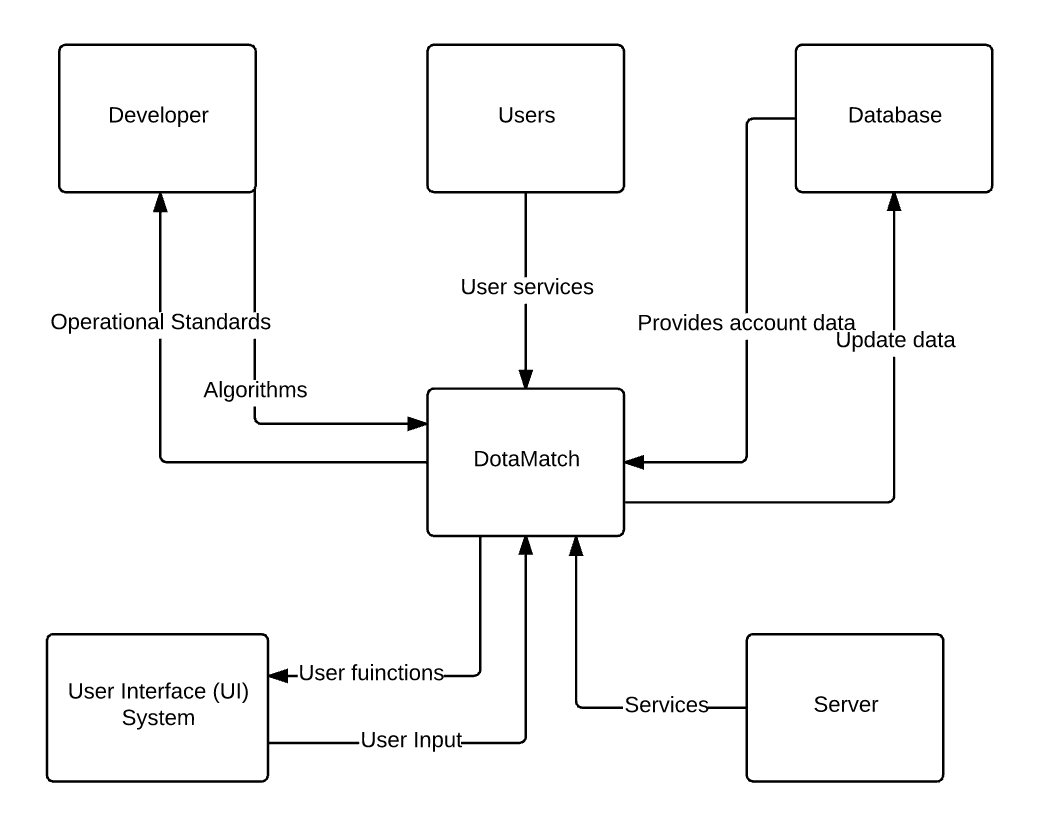 Developer
Users
Database
User services
Operational Standards
Provides account data
Update data
Algorithms
DotaMatch
User fuinctions
User Interface (UI)
System
Services
Server
User Input